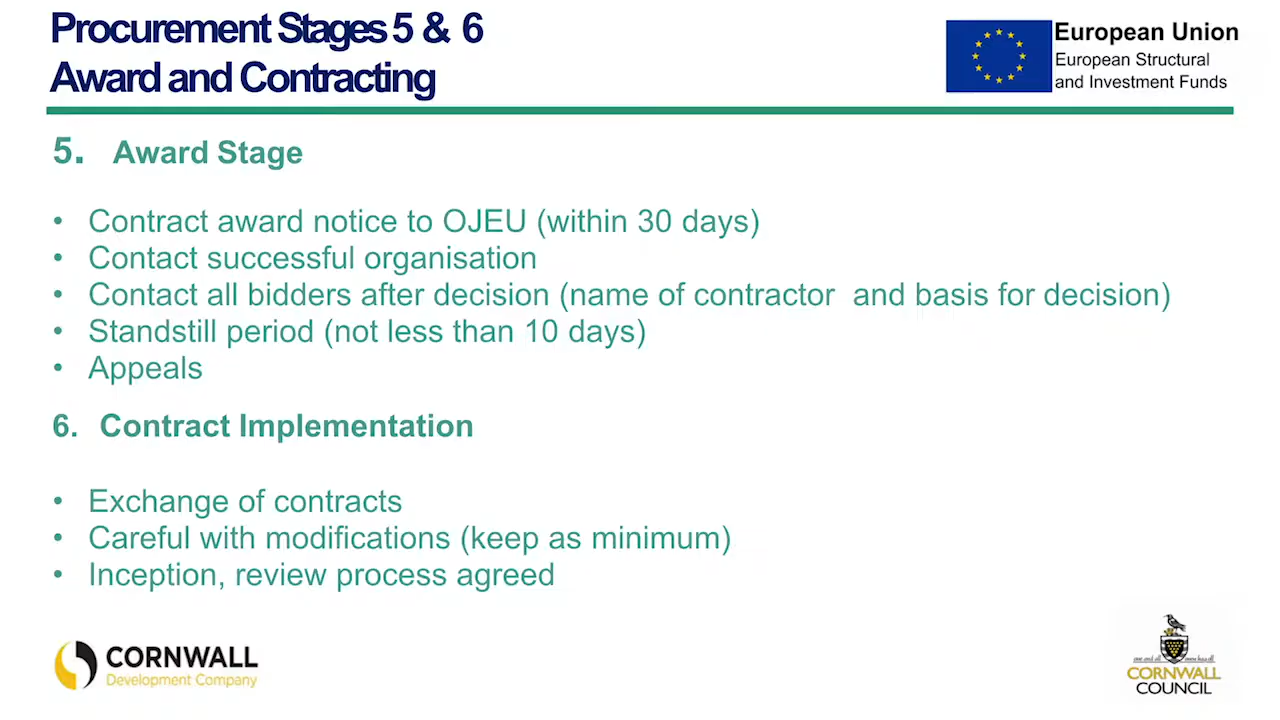 Procurement Stages 5 & 6
Award and Contracting
European Union
European Structural
and Investment Funds
5. Award Stage
• Contract award notice to OJEU (within 30 days)
• Contact successful organisation
• Contact all bidders after decision (name of contractor and basis for decision)
• Standstill period (not less than 10 days)
• Appeals
6. Contract Implementation
• Exchange of contracts
• Careful with modifications (keep as minimum)
• Inception, review process agreed
CORNWALL
Development Company
one and all
CORNWALL
COUNCIL